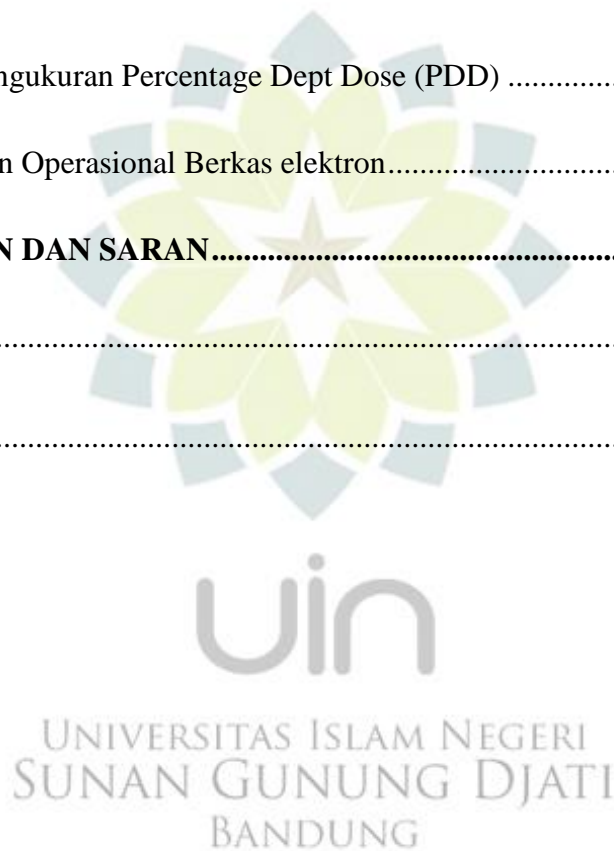 ngukuran Percentage Dept Dose (PDD) ..............
n Operasional Berkas elektron.............................
N DAN SARAN..................................................
.................................................................................
.................................................................................
uin
UNIVERSITAS ISLAM NEGERI
SUNAN GUNUNG DJATI
BANDUNG